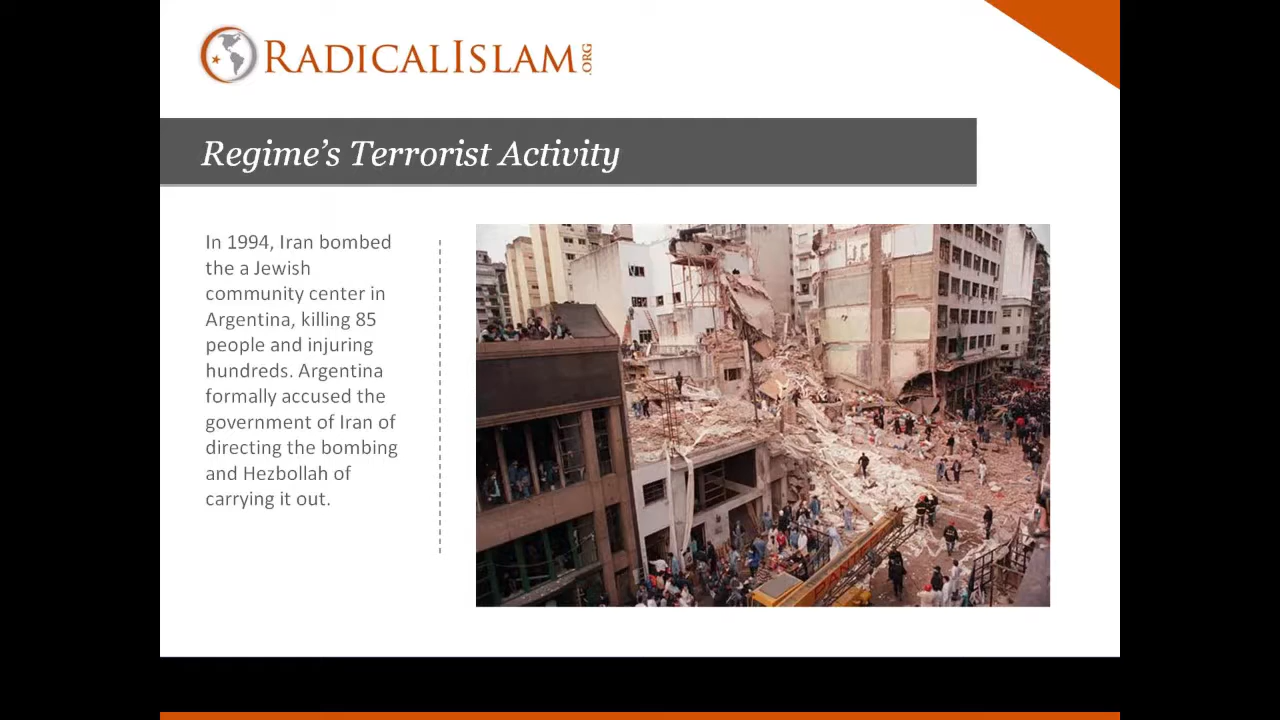 RADICALISLAM.ORG
Regime's Terrorist Activity
In 1994, Iran bombed
the a Jewish
community center in
Argentina, killing 85
people and injuring
hundreds. Argentina
formally accused the
government of Iran of
directing the bombing
and Hezbollah of
carrying it out.